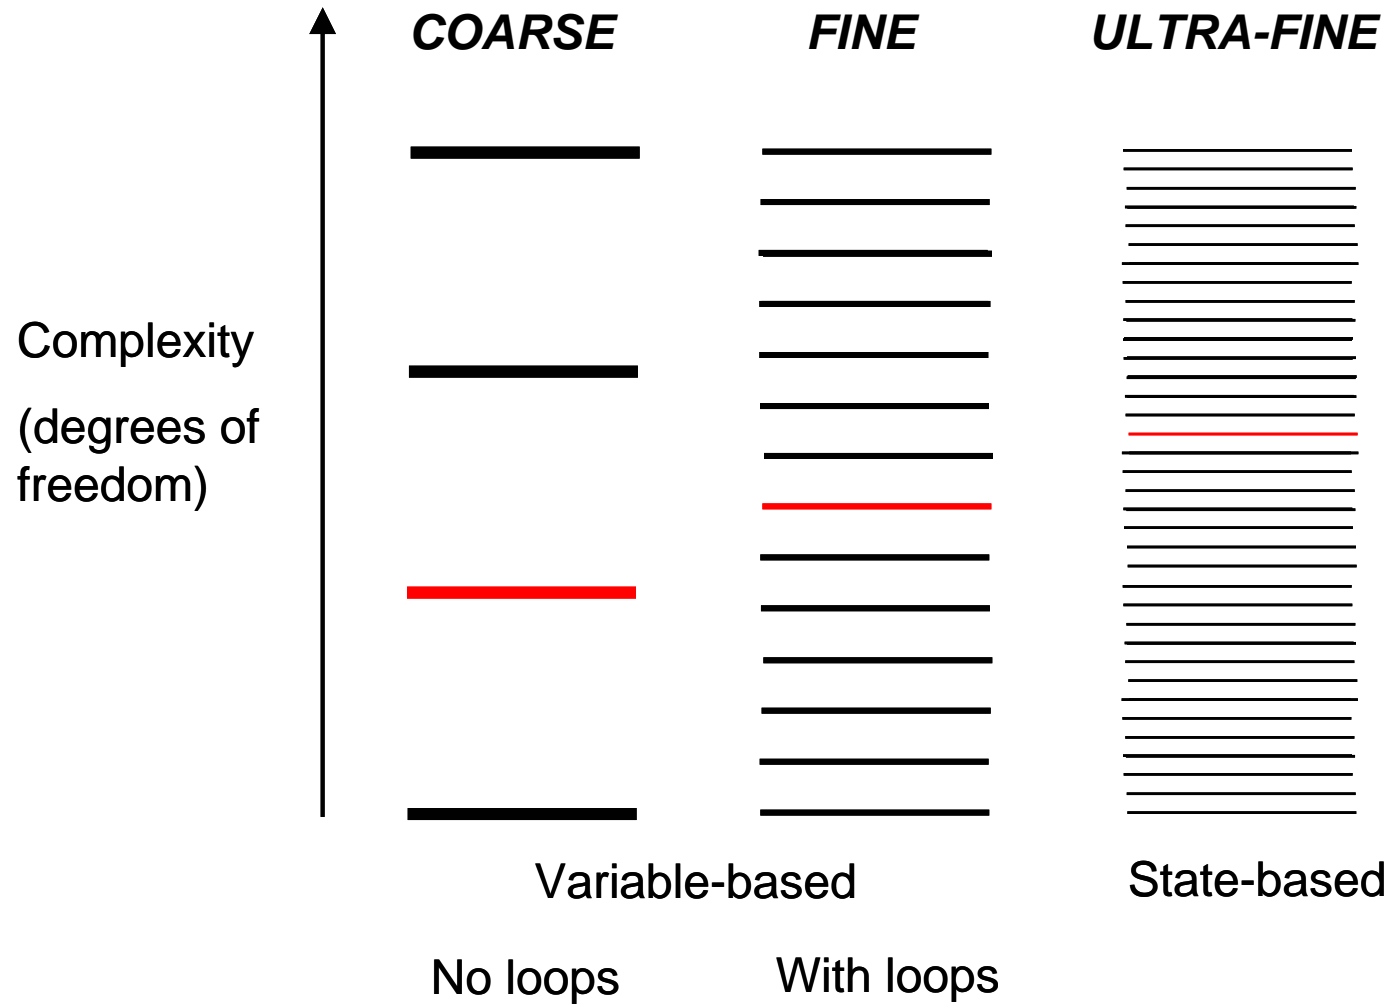 COARSE
FINE
ULTRA-FINE
Complexity
(degrees of
freedom)
Variable-based
State-based
No loops
With loops